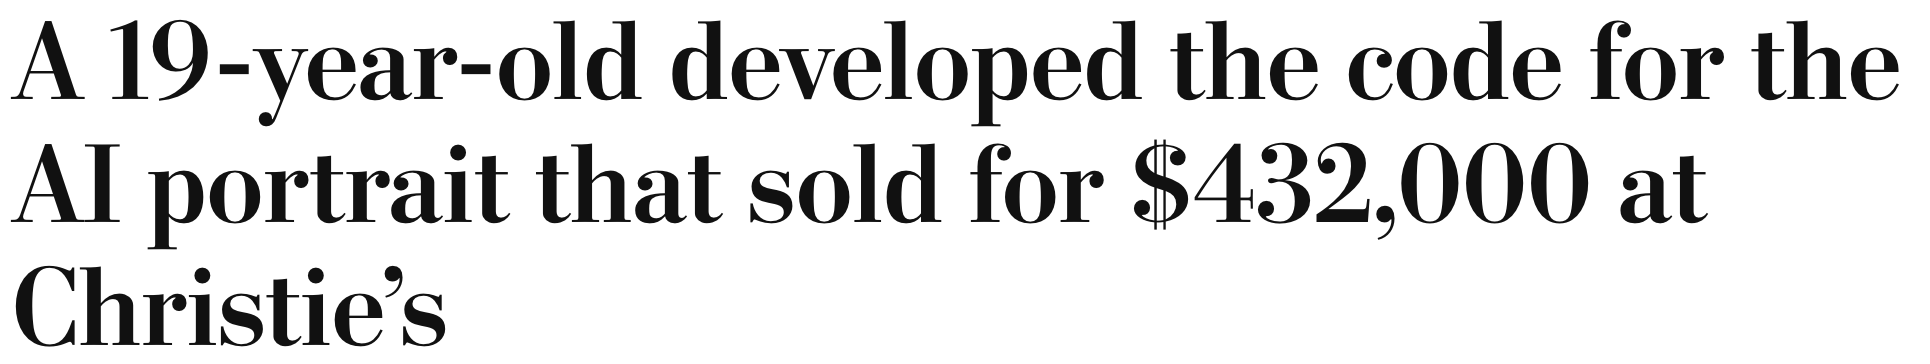 A 19-year-old developed the code for the
AI portrait that sold for $432,000 at
Christie’s